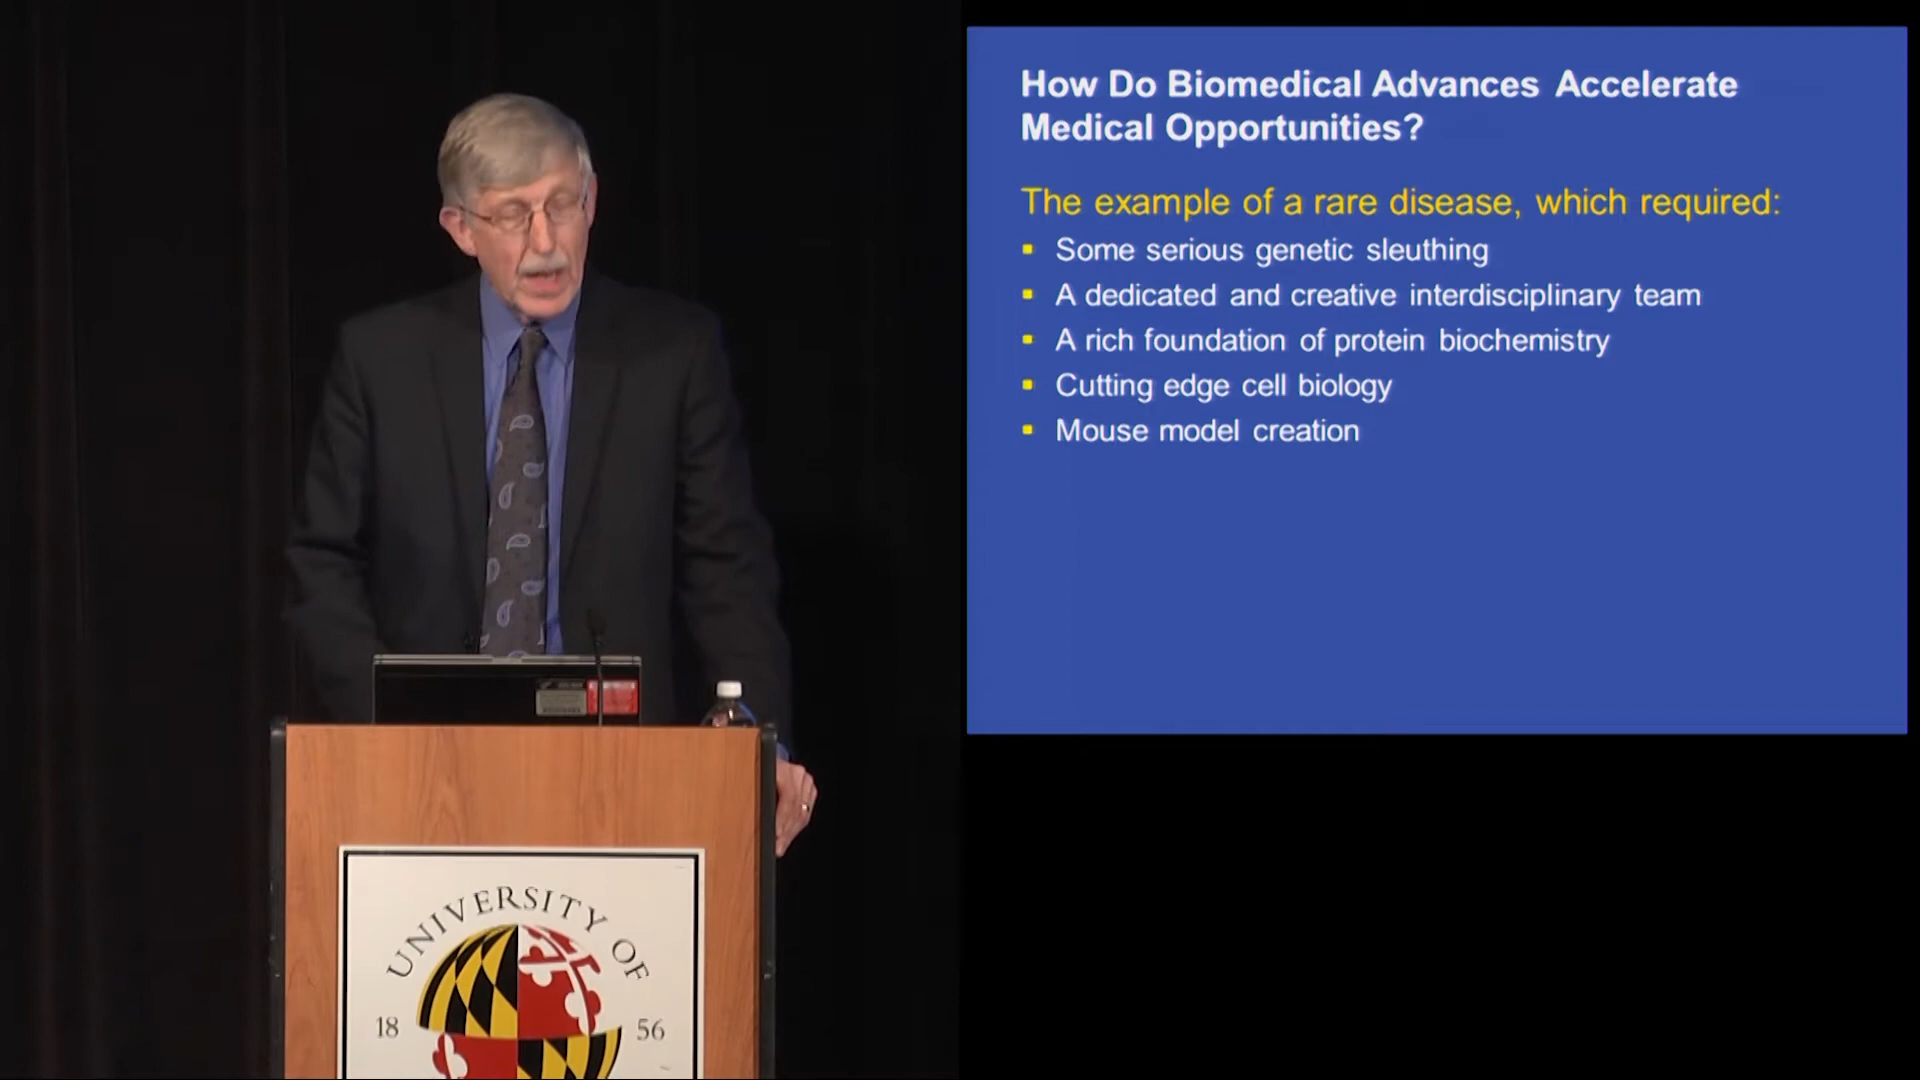 How Do Biomedical Advances Accelerate
Medical Opportunities?
The example of a rare disease, which required:
▪ Some serious genetic sleuthing
▪ A dedicated and creative interdisciplinary team
▪ A rich foundation of protein biochemistry
▪ Cutting edge cell biology
▪ Mouse model creation
UNIVERSITY OF
18 56